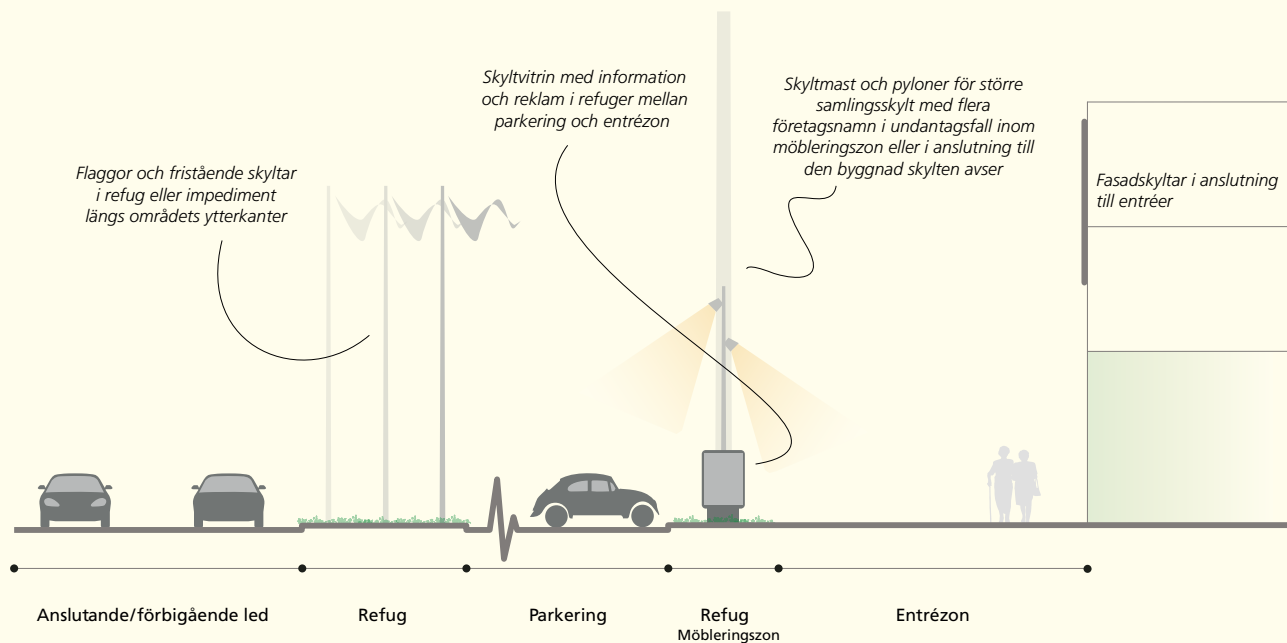 Skyltvitrin med information
och reklam i refuger mellan
parkering och entrézon
Skyltmast och pyloner för större
samlingsskylt med flera
företagsnamn i undantagsfall inom
möbleringszon eller i anslutning till
den byggnad skylten avser
Flaggor och fristående skyltar
i refug eller impediment
längs områdets ytterkanter
Fasadskyltar i anslutning
till entréer
Anslutande/förbigående led
Refug
Parkering
Refug
Möbleringszon
Entrézon